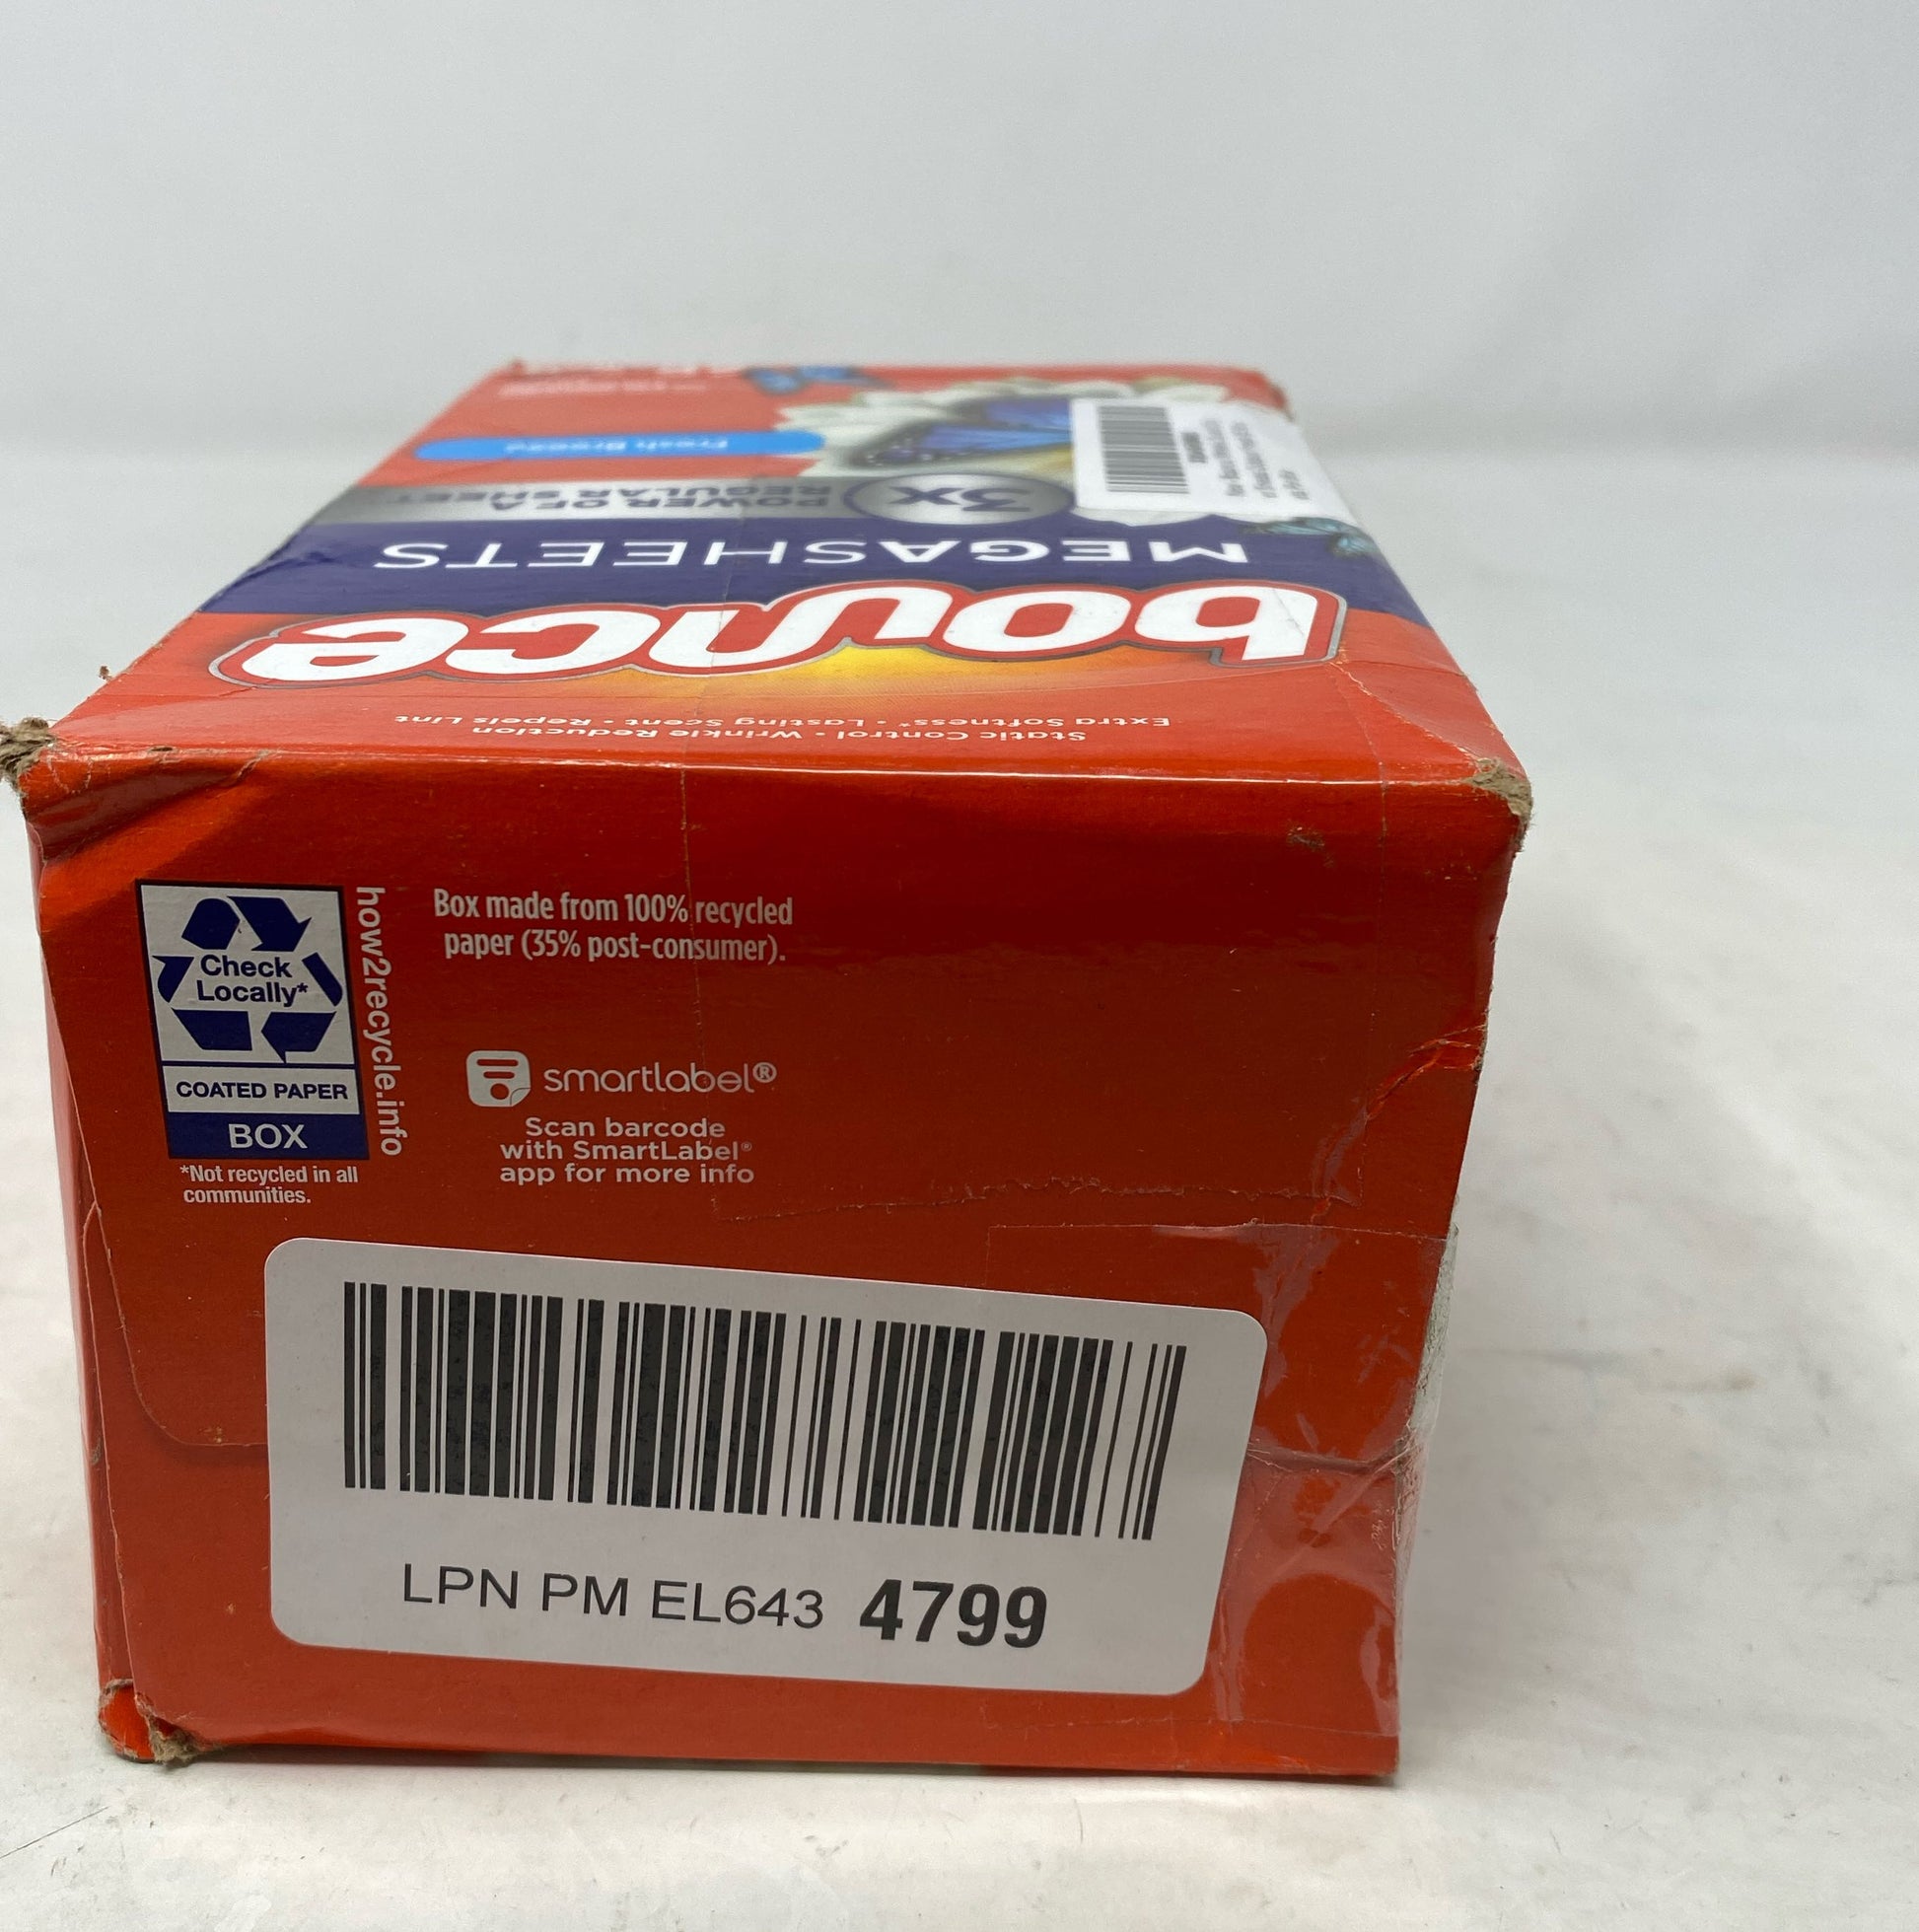 Fresh Breeze
3x
POWER OF A
REGULAR SHEET*
MEGASHEETS
bounce
Extra Softness* • Lasting Scent • Repels Lint
Static Control • Wrinkle Reduction
Check
Locally*
COATED PAPER
BOX
*Not recycled in all
communities.
how2recycle.info
Box made from 100% recycled
paper (35% post-consumer).
smartlabel®
Scan barcode
with SmartLabel®
app for more info
LPN PM EL643 4799